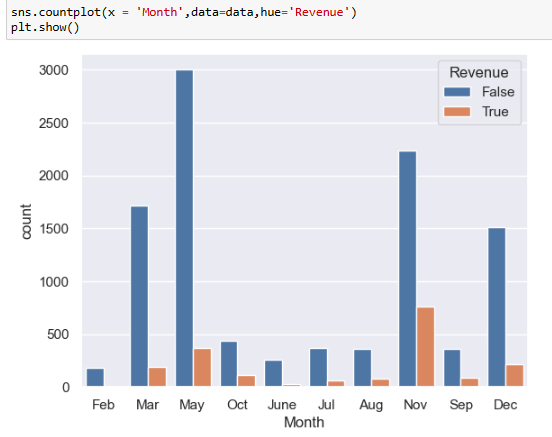 sns.countplot(x = 'Month',data=data,hue='Revenue')
plt.show()
3000
2500
2000
1500
1000
500
0
count
Revenue
False
True
Feb Mar May Oct June Jul Aug Nov Sep Dec
Month